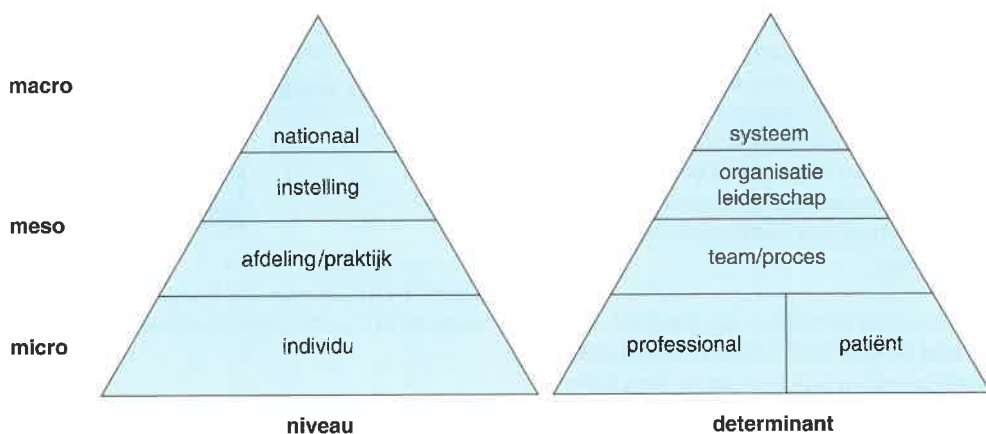 macro
nationaal
systeem
instelling
organisatie
leiderschap
meso
afdeling/praktijk
team/proces
micro
individu
professional
patiënt
niveau
determinant